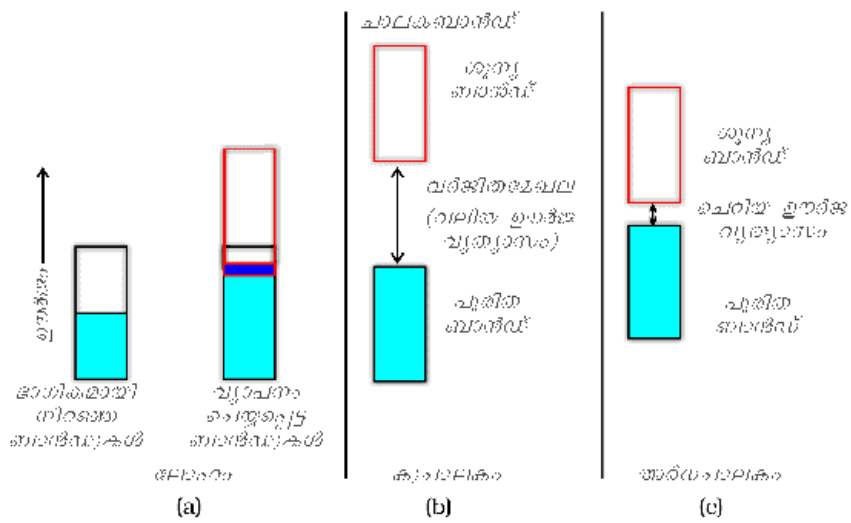 ചാലകബാൻഡ്
ശൂന്യ
ബാൻഡ്
ശൂന്യ
ബാൻഡ്
വർജിതമേഖല
(വലിയ ഊർജ
വ്യത്യാസം)
ചെറിയ ഊർജ
വ്യത്യാസം
ഊർജം
പൂരിത
ബാൻഡ്
പൂരിത
ബാൻഡ്
ഭാഗികമായി
നിറഞ്ഞ
ബാൻഡുകൾ
വ്യാപനം
ചെയ്യപ്പെട്ട
ബാൻഡുകൾ
ലോഹം
കുചാലകം
അർധചാലകം
(a)
(b)
(c)